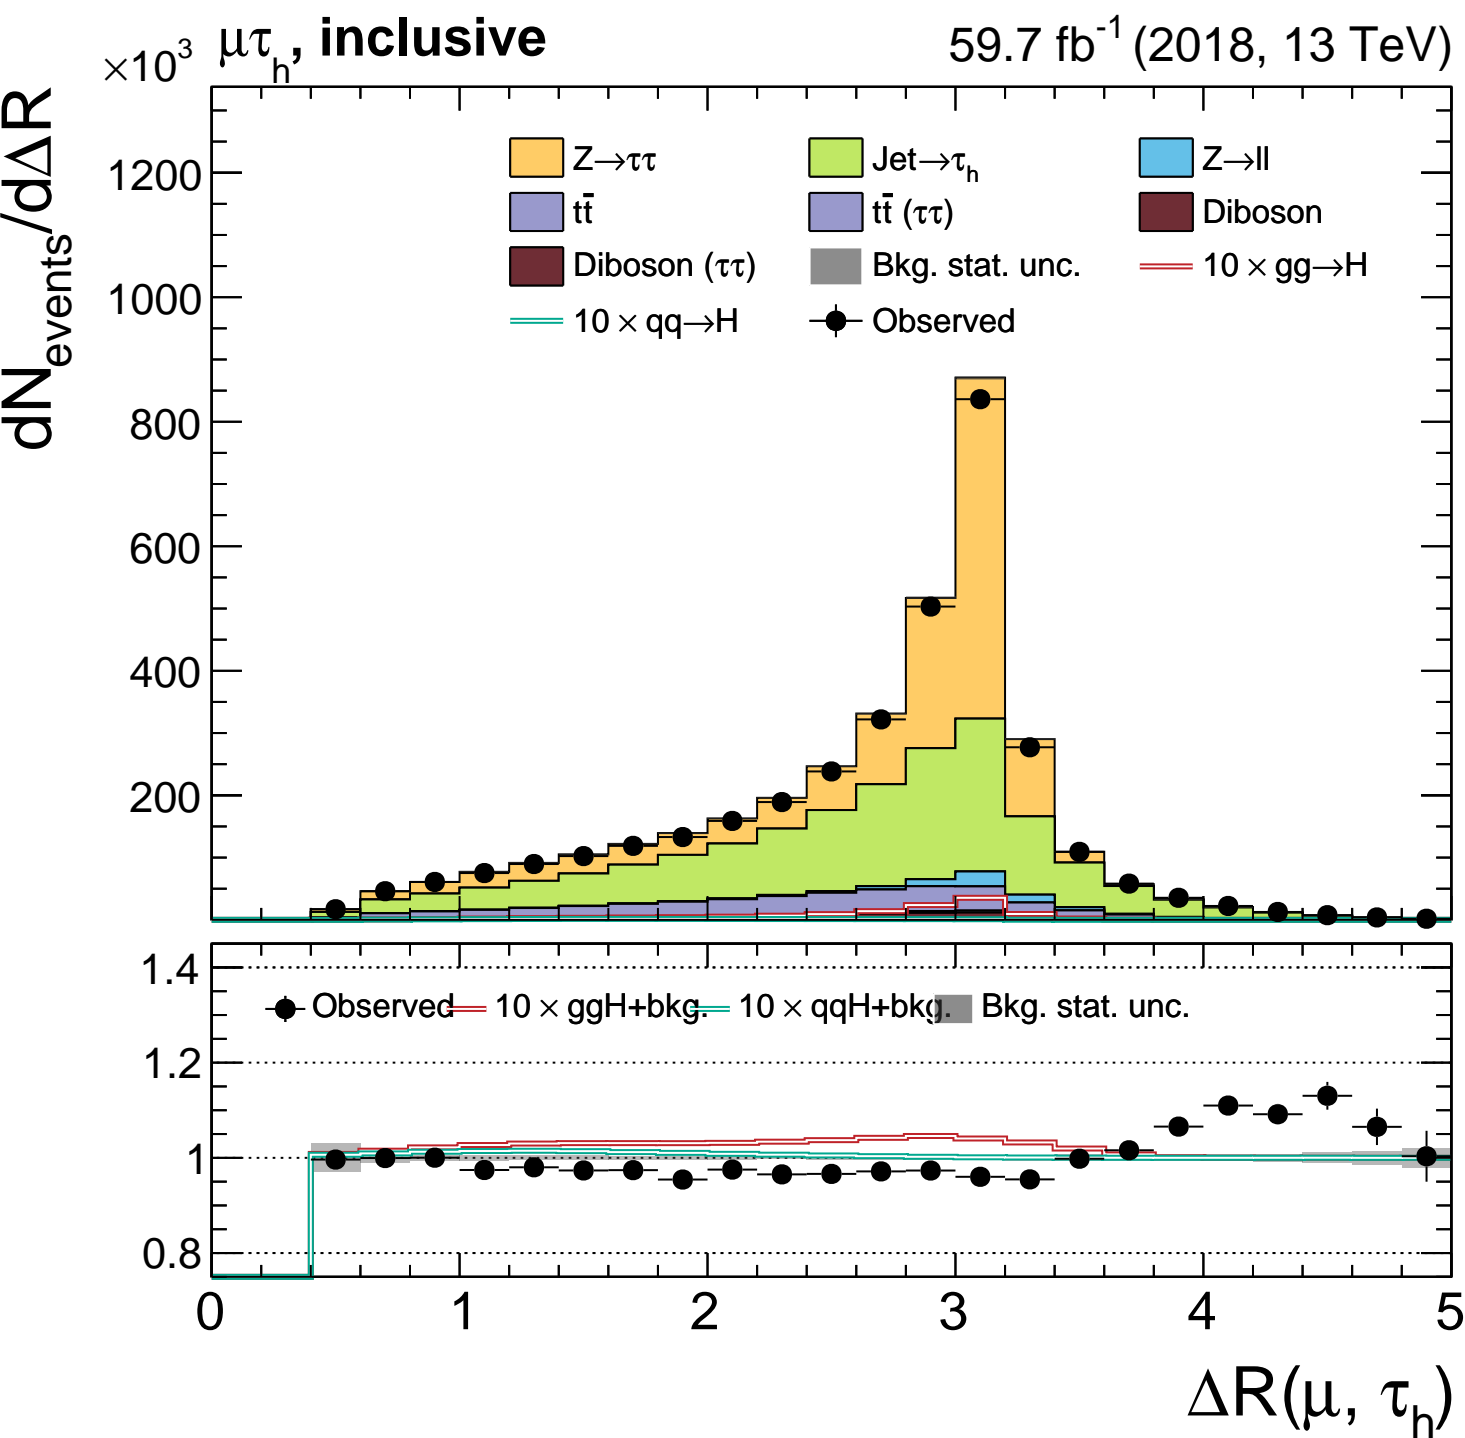 μτh, inclusive
59.7 fb-1 (2018, 13 TeV)
×103
dNevents/dΔR
1200
1000
800
600
400
200
Z→ττ Jet→τh Z→ll
tt̄ tt̄ (ττ) Diboson
Diboson (ττ) Bkg. stat. unc. 10 × gg→H
10 × qq→H Observed
1.4
1.2
1
0.8
Observed 10 × ggH+bkg. 10 × qqH+bkg. Bkg. stat. unc.
0 1 2 3 4 5
ΔR(μ, τh)